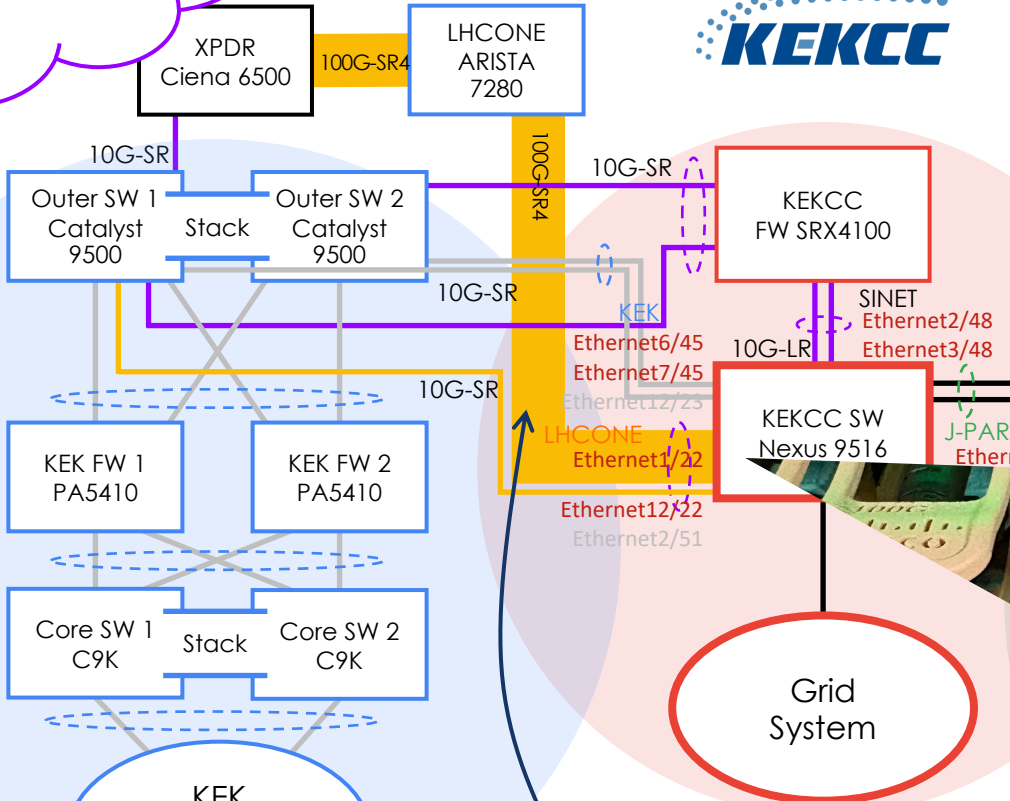 KEKCC
XPDR
Ciena 6500
100G-SR4
LHCONE
ARISTA
7280
10G-SR
100G-SR4
10G-SR
Outer SW 1
Catalyst
9500
Stack
Outer SW 2
Catalyst
9500
KEKCC
FW SRX4100
10G-SR
KEK
SINET
Ethernet2/48
Ethernet3/48
10G-LR
Ethernet6/45
Ethernet7/45
Ethernet12/23
10G-SR
KEKCC SW
Nexus 9516
J-PAR
Ethern
LHCONE
Ethernet1/22
Ethernet12/22
Ethernet2/51
KEK FW 1
PA5410
KEK FW 2
PA5410
Core SW 1
C9K
Stack
Core SW 2
C9K
Grid
System
KEK